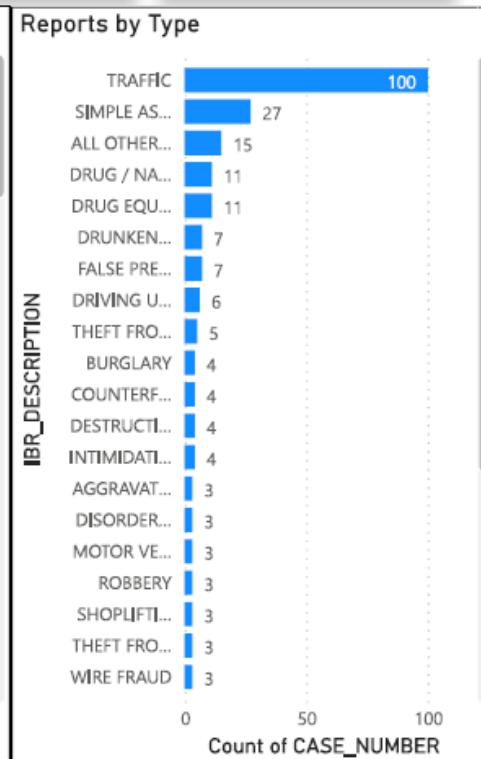 Reports by Type
TRAFFIC 100
SIMPLE AS... 27
ALL OTHER... 15
DRUG / NA... 11
DRUG EQU... 11
DRUNKEN... 7
FALSE PRE... 7
DRIVING U... 6
THEFT FRO... 5
BURGLARY 4
COUNTERF... 4
DESTRUCTI... 4
INTIMIDATI... 4
AGGRAVAT... 3
DISORDER... 3
MOTOR VE... 3
ROBBERY 3
SHOPLIFTI... 3
THEFT FRO... 3
WIRE FRAUD 3
IBR_DESCRIPTION
0 50 100
Count of CASE_NUMBER